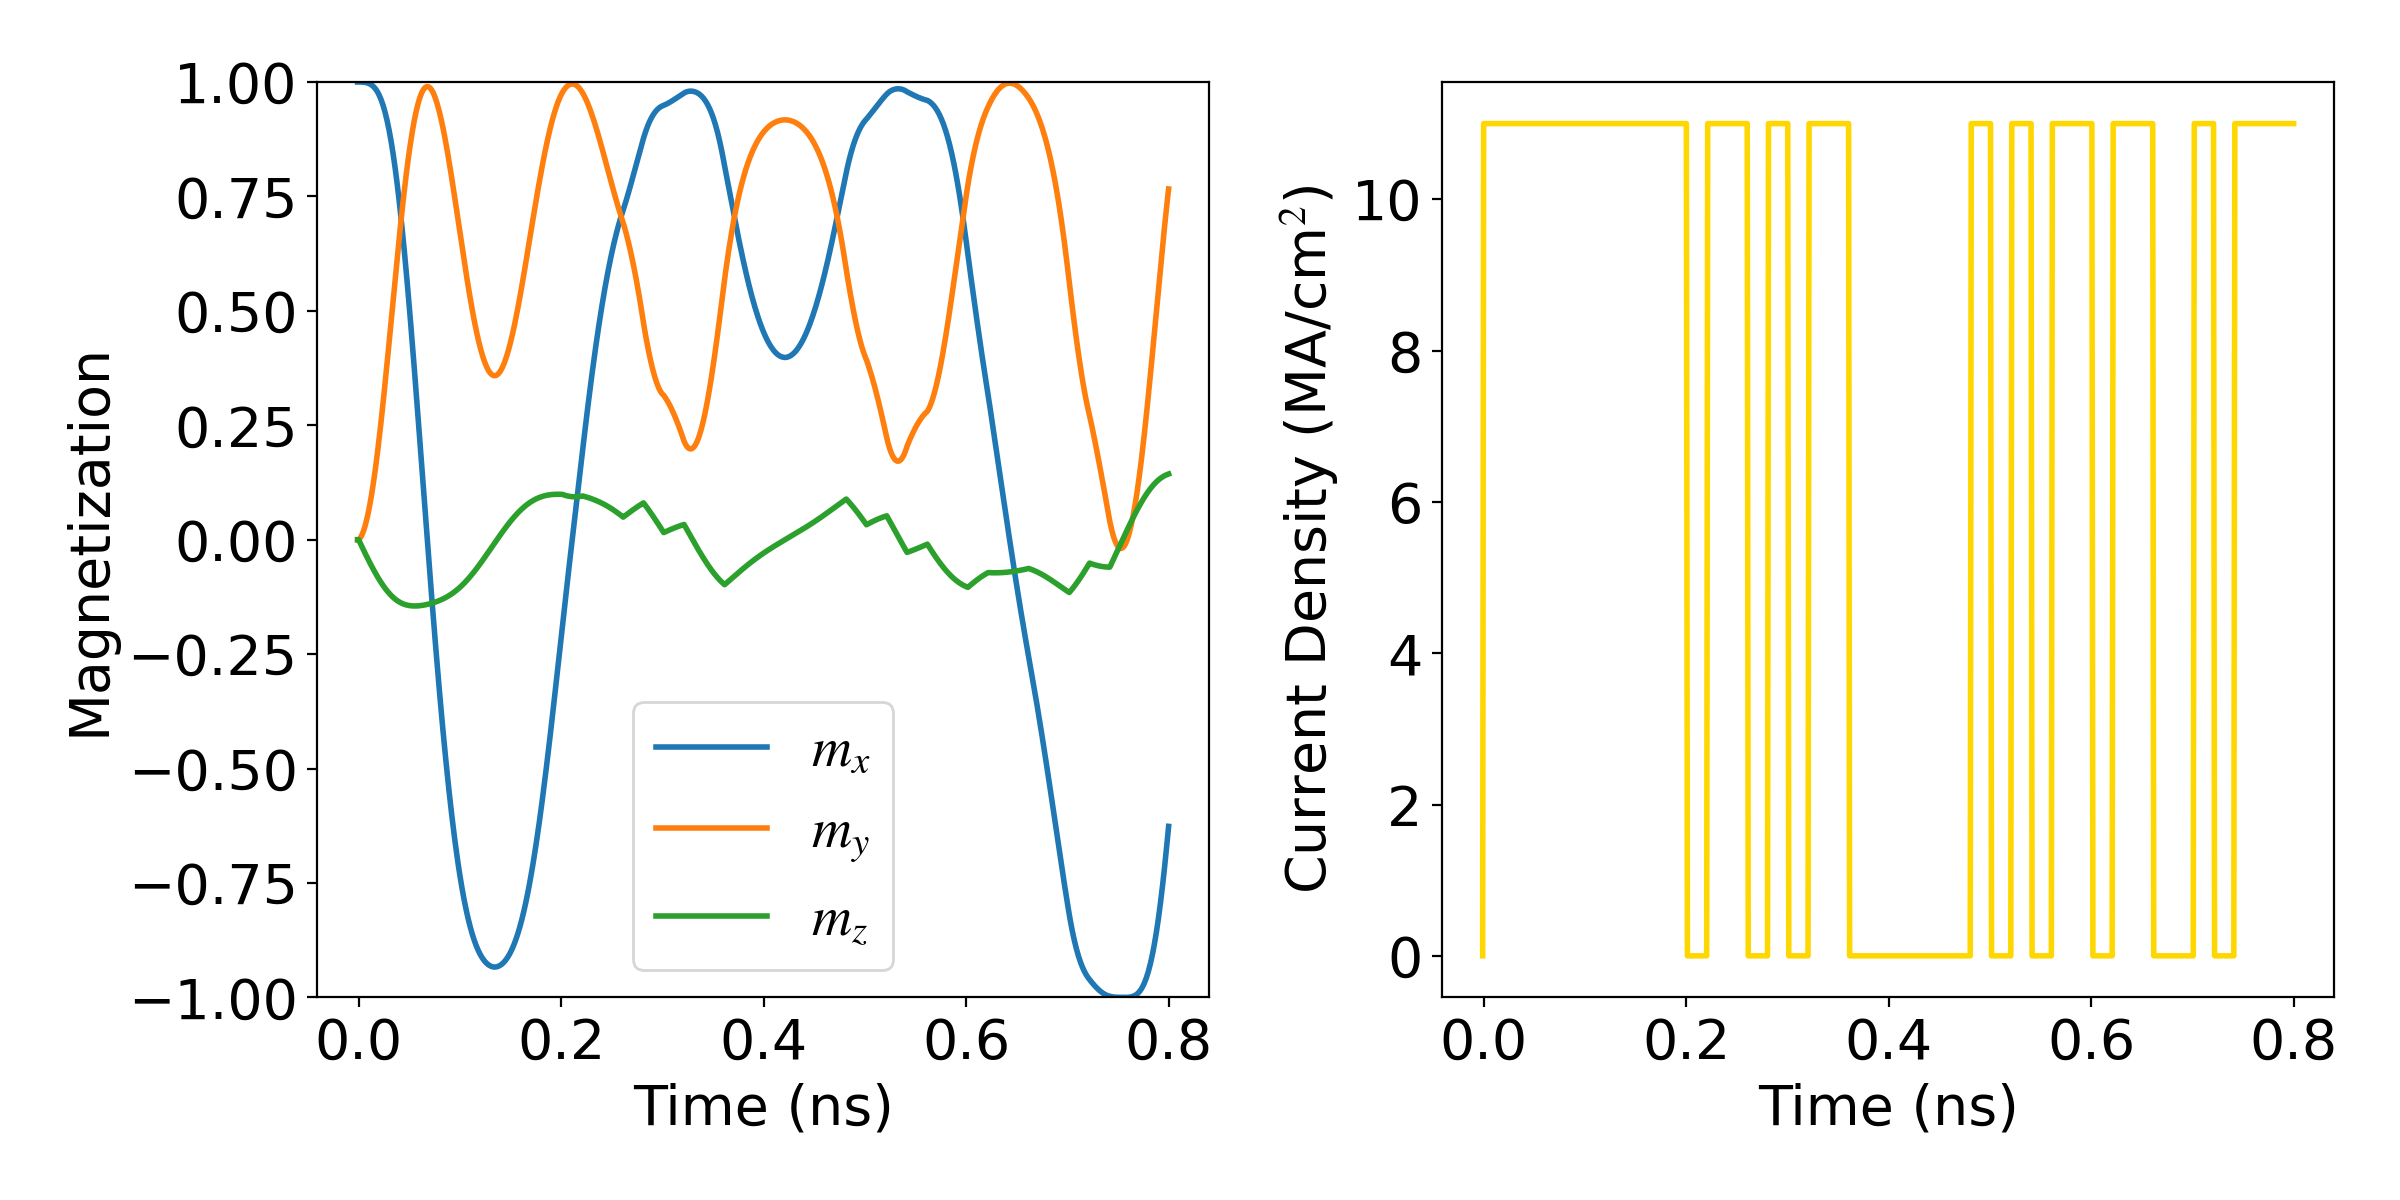 Magnetization
1.00
0.75
0.50
0.25
0.00
−0.25
−0.50
−0.75
−1.00
0.0 0.2 0.4 0.6 0.8
Time (ns)
m_x
m_y
m_z
Current Density (MA/cm²)
10
8
6
4
2
0
0.0 0.2 0.4 0.6 0.8
Time (ns)